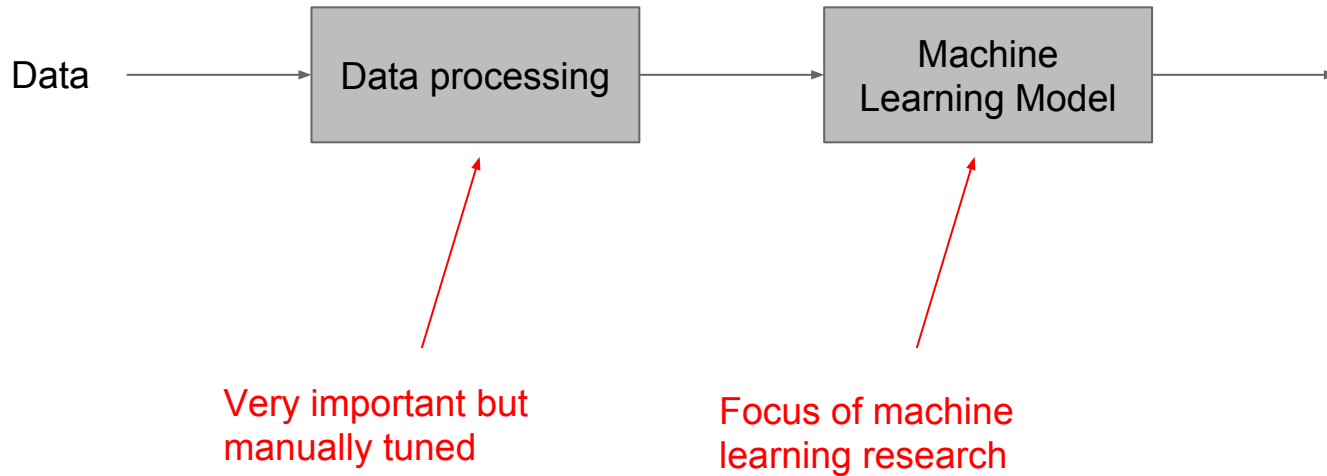 Data
Data processing
Machine
Learning Model
Very important but
manually tuned
Focus of machine
learning research